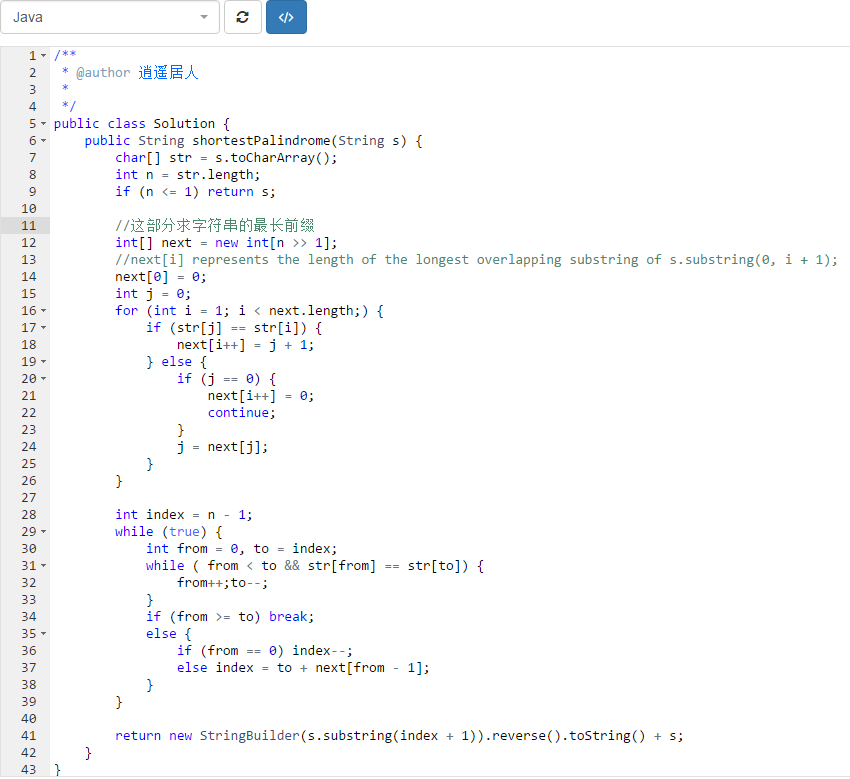 Java
</>
1 /**
2  * @author 逍遥居人
3  *
4  */
5 public class Solution {
6     public String shortestPalindrome(String s) {
7         char[] str = s.toCharArray();
8         int n = str.length;
9         if (n <= 1) return s;
10
11         //这部分求字符串的最长前缀
12         int[] next = new int[n >> 1];
13         //next[i] represents the length of the longest overlapping substring of s.substring(0, i + 1);
14         next[0] = 0;
15         int j = 0;
16         for (int i = 1; i < next.length;) {
17             if (str[j] == str[i]) {
18                 next[i++] = j + 1;
19             } else {
20                 if (j == 0) {
21                     next[i++] = 0;
22                     continue;
23                 }
24                 j = next[j];
25             }
26         }
27
28         int index = n - 1;
29         while (true) {
30             int from = 0, to = index;
31             while ( from < to && str[from] == str[to]) {
32                 from++;to--;
33             }
34             if (from >= to) break;
35             else {
36                 if (from == 0) index--;
37                 else index = to + next[from - 1];
38             }
39         }
40
41         return new StringBuilder(s.substring(index + 1)).reverse().toString() + s;
42     }
43 }